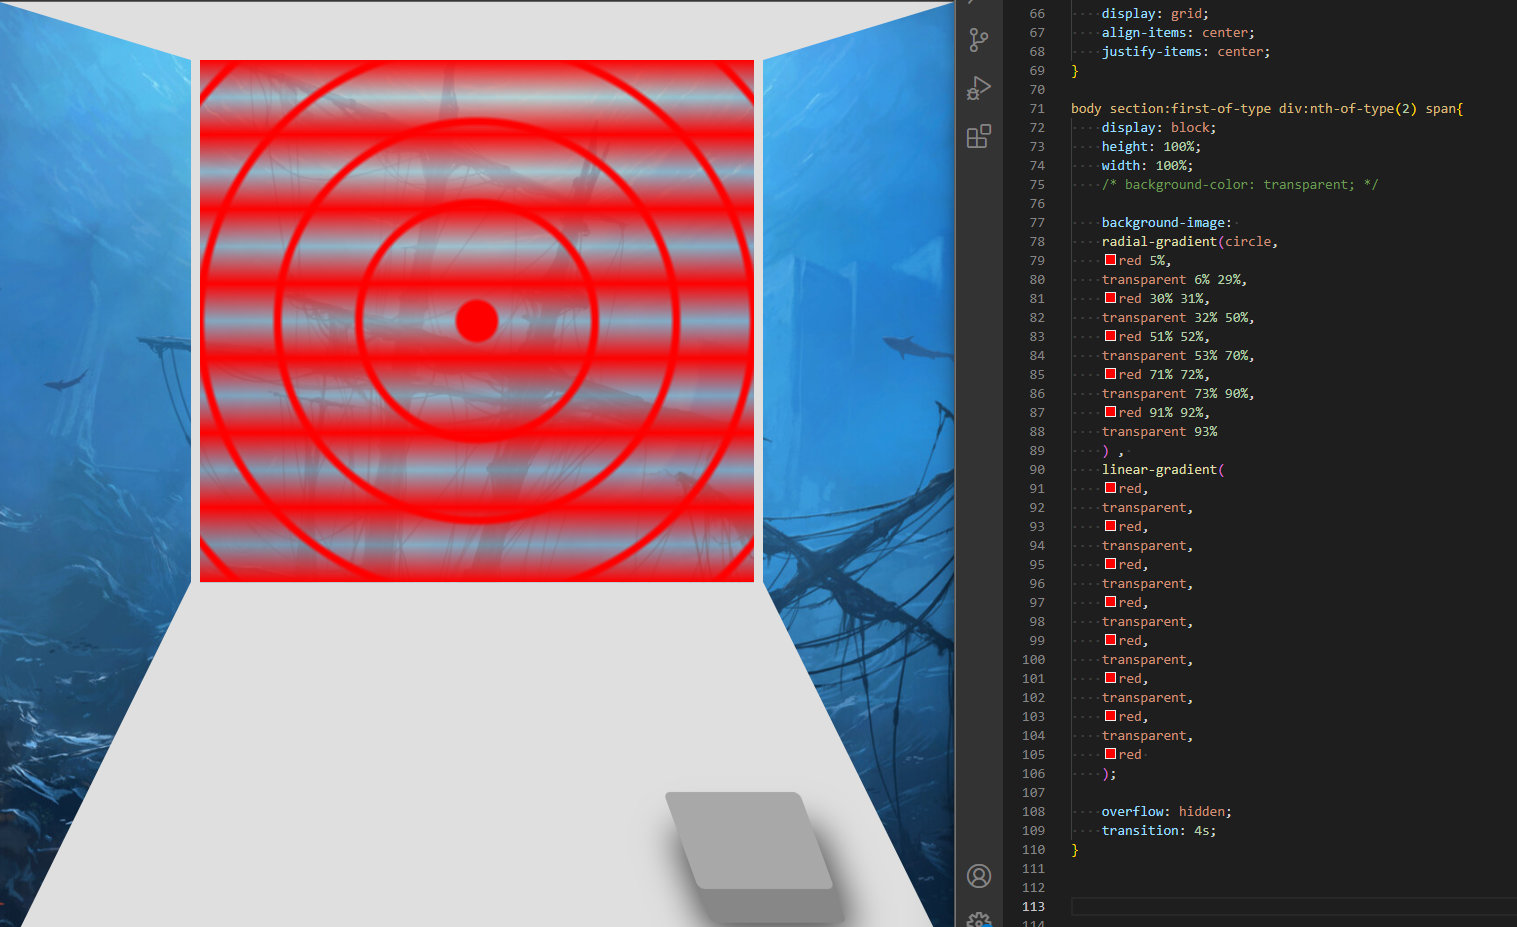 66 display: grid;
67 align-items: center;
68 justify-items: center;
69 }
70
71 body section:first-of-type div:nth-of-type(2) span{
72 display: block;
73 height: 100%;
74 width: 100%;
75 /* background-color: transparent; */
76
77 background-image:
78 radial-gradient(circle,
79 red 5%,
80 transparent 6% 29%,
81 red 30% 31%,
82 transparent 32% 50%,
83 red 51% 52%,
84 transparent 53% 70%,
85 red 71% 72%,
86 transparent 73% 90%,
87 red 91% 92%,
88 transparent 93%
89 ) ,
90 linear-gradient(
91 red,
92 transparent,
93 red,
94 transparent,
95 red,
96 transparent,
97 red,
98 transparent,
99 red,
100 transparent,
101 red,
102 transparent,
103 red,
104 transparent,
105 red
106 );
107
108 overflow: hidden;
109 transition: 4s;
110 }
111
112
113
114